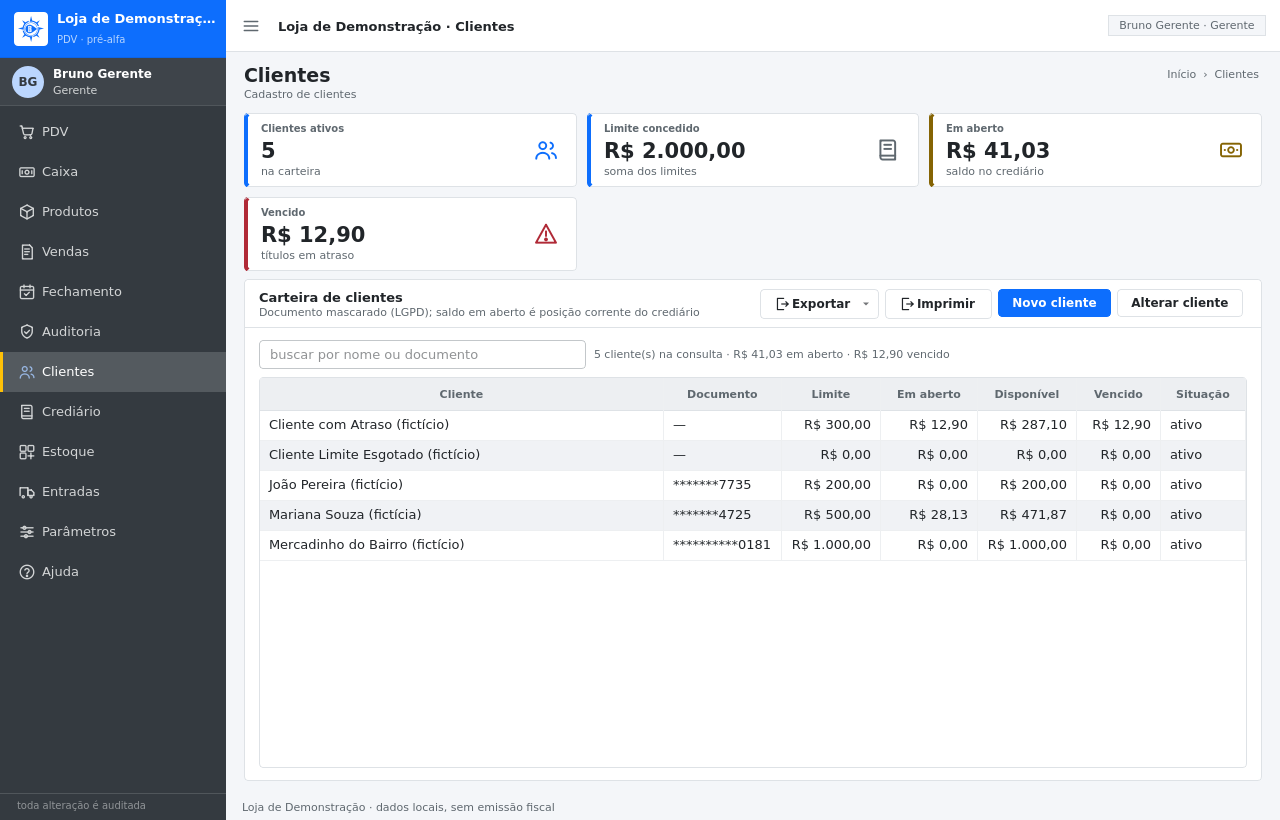 Loja de Demonstraç…
PDV · pré-alfa
BG
Bruno Gerente
Gerente
PDV
Caixa
Produtos
Vendas
Fechamento
Auditoria
Clientes
Crediário
Estoque
Entradas
Parâmetros
Ajuda
toda alteração é auditada
Loja de Demonstração · Clientes
Bruno Gerente · Gerente
Clientes
Cadastro de clientes
Início › Clientes
Clientes ativos
5
na carteira
Limite concedido
R$ 2.000,00
soma dos limites
Em aberto
R$ 41,03
saldo no crediário
Vencido
R$ 12,90
títulos em atraso
Carteira de clientes
Documento mascarado (LGPD); saldo em aberto é posição corrente do crediário
Exportar
Imprimir
Novo cliente
Alterar cliente
buscar por nome ou documento
5 cliente(s) na consulta · R$ 41,03 em aberto · R$ 12,90 vencido
Cliente Documento Limite Em aberto Disponível Vencido Situação
Cliente com Atraso (fictício) — R$ 300,00 R$ 12,90 R$ 287,10 R$ 12,90 ativo
Cliente Limite Esgotado (fictício) — R$ 0,00 R$ 0,00 R$ 0,00 R$ 0,00 ativo
João Pereira (fictício) *******7735 R$ 200,00 R$ 0,00 R$ 200,00 R$ 0,00 ativo
Mariana Souza (fictícia) *******4725 R$ 500,00 R$ 28,13 R$ 471,87 R$ 0,00 ativo
Mercadinho do Bairro (fictício) **********0181 R$ 1.000,00 R$ 0,00 R$ 1.000,00 R$ 0,00 ativo
Loja de Demonstração · dados locais, sem emissão fiscal